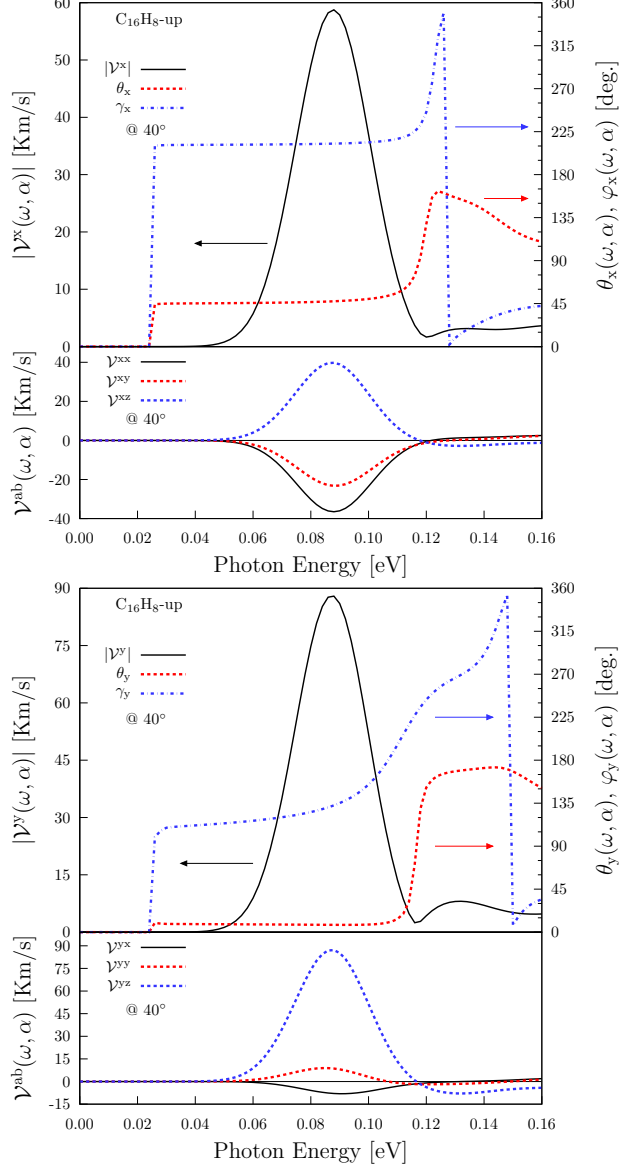 C₁₆H₈-up
|𝒱ˣ|
θₓ
γₓ
@ 40°
60
50
40
30
20
10
0
|𝒱ˣ(ω, α)| [Km/s]
360
315
270
225
180
135
90
45
0
θₓ(ω, α), φₓ(ω, α) [deg.]
𝒱ˣˣ
𝒱ˣʸ
𝒱ˣᶻ
@ 40°
40
20
0
-20
-40
𝒱ᵃᵇ(ω, α) [Km/s]
0.00 0.02 0.04 0.06 0.08 0.10 0.12 0.14 0.16
Photon Energy [eV]
C₁₆H₈-up
|𝒱ʸ|
θ_y
γ_y
@ 40°
90
75
60
45
30
15
0
|𝒱ʸ(ω, α)| [Km/s]
360
315
270
225
180
135
90
45
0
θ_y(ω, α), φ_y(ω, α) [deg.]
𝒱ʸˣ
𝒱ʸʸ
𝒱ʸᶻ
@ 40°
90
75
60
45
30
15
0
-15
𝒱ᵃᵇ(ω, α) [Km/s]
0.00 0.02 0.04 0.06 0.08 0.10 0.12 0.14 0.16
Photon Energy [eV]